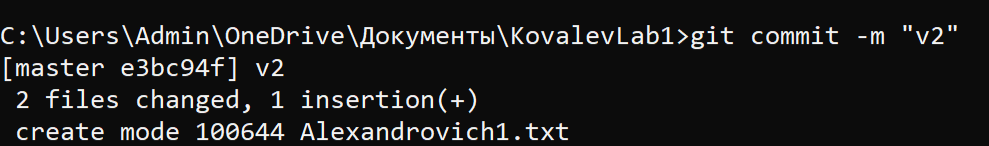 C:\Users\Admin\OneDrive\Документы\KovalevLab1>git commit -m "v2"
[master e3bc94f] v2
 2 files changed, 1 insertion(+)
 create mode 100644 Alexandrovich1.txt